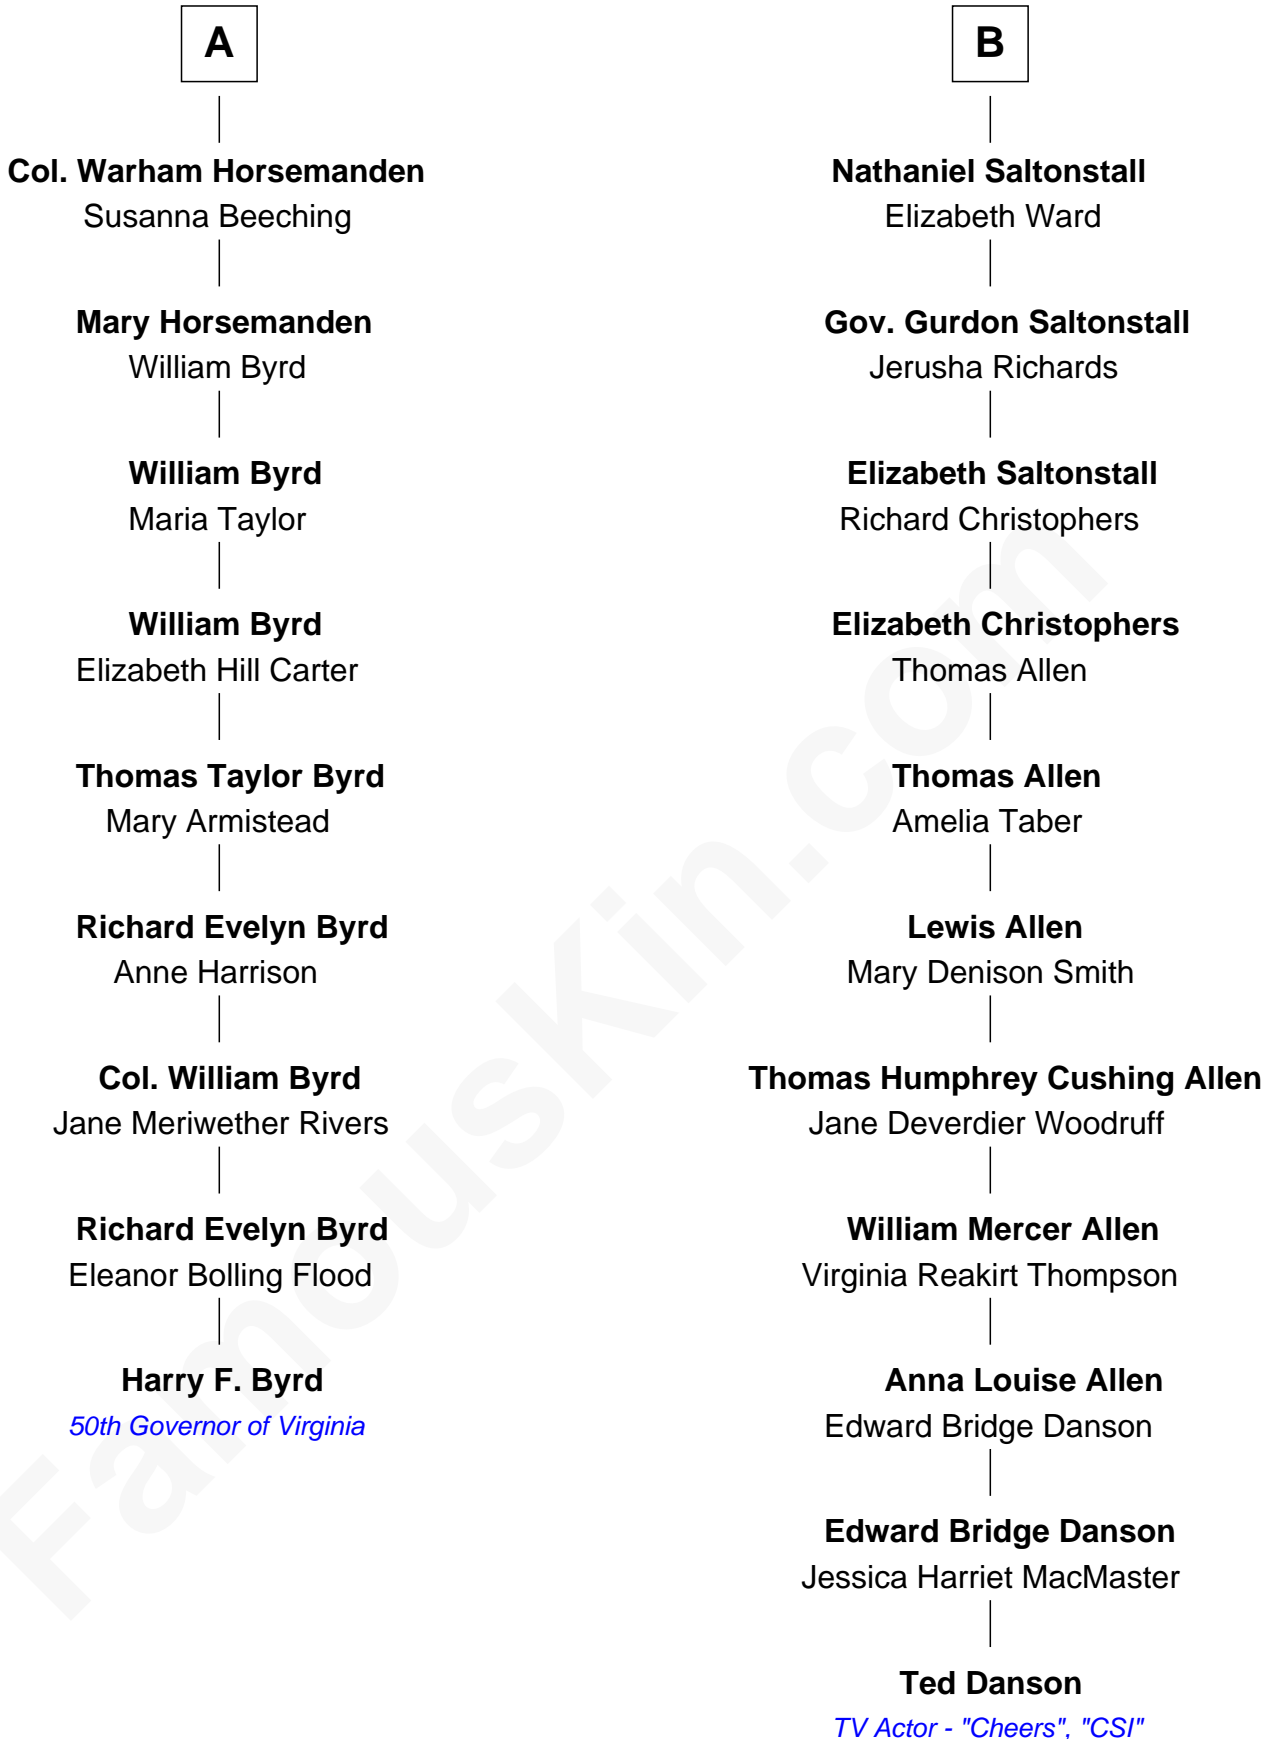 A
Col. Warham Horsemanden
Susanna Beeching
Mary Horsemanden
William Byrd
William Byrd
Maria Taylor
William Byrd
Elizabeth Hill Carter
Thomas Taylor Byrd
Mary Armistead
Richard Evelyn Byrd
Anne Harrison
Col. William Byrd
Jane Meriwether Rivers
Richard Evelyn Byrd
Eleanor Bolling Flood
Harry F. Byrd
50th Governor of Virginia
B
Nathaniel Saltonstall
Elizabeth Ward
Gov. Gurdon Saltonstall
Jerusha Richards
Elizabeth Saltonstall
Richard Christophers
Elizabeth Christophers
Thomas Allen
Thomas Allen
Amelia Taber
Lewis Allen
Mary Denison Smith
Thomas Humphrey Cushing Allen
Jane Deverdier Woodruff
William Mercer Allen
Virginia Reakirt Thompson
Anna Louise Allen
Edward Bridge Danson
Edward Bridge Danson
Jessica Harriet MacMaster
Ted Danson
TV Actor - "Cheers", "CSI"
FamousKin.com